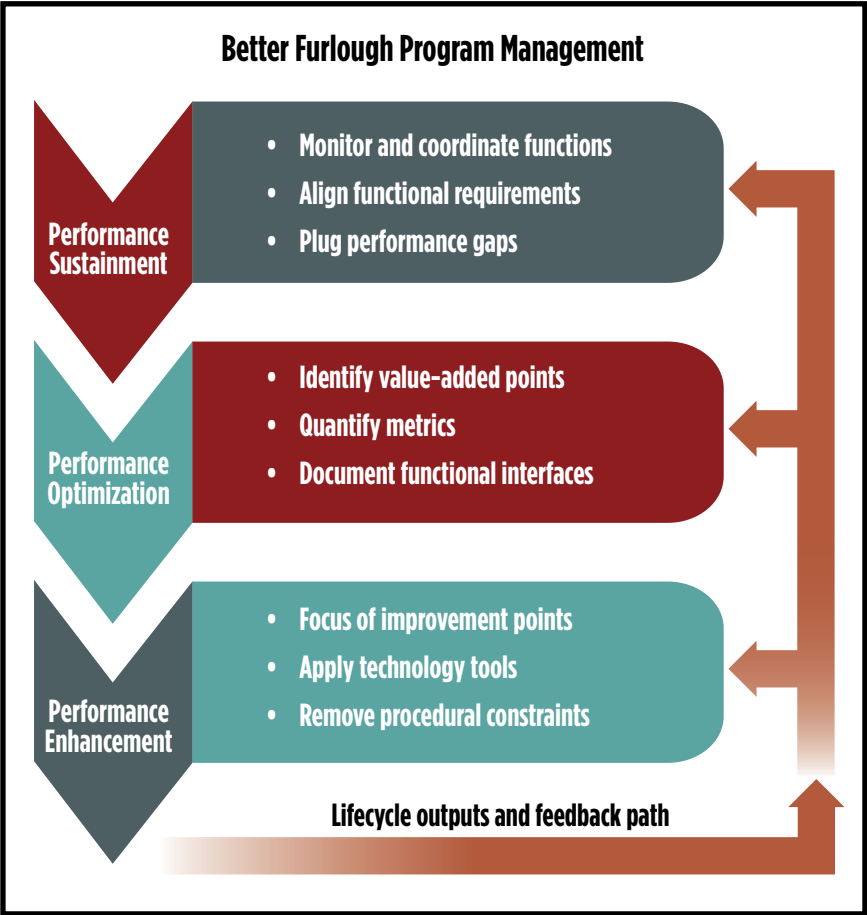 Better Furlough Program Management
Performance
Sustainment
• Monitor and coordinate functions
• Align functional requirements
• Plug performance gaps
Performance
Optimization
• Identify value-added points
• Quantify metrics
• Document functional interfaces
Performance
Enhancement
• Focus of improvement points
• Apply technology tools
• Remove procedural constraints
Lifecycle outputs and feedback path